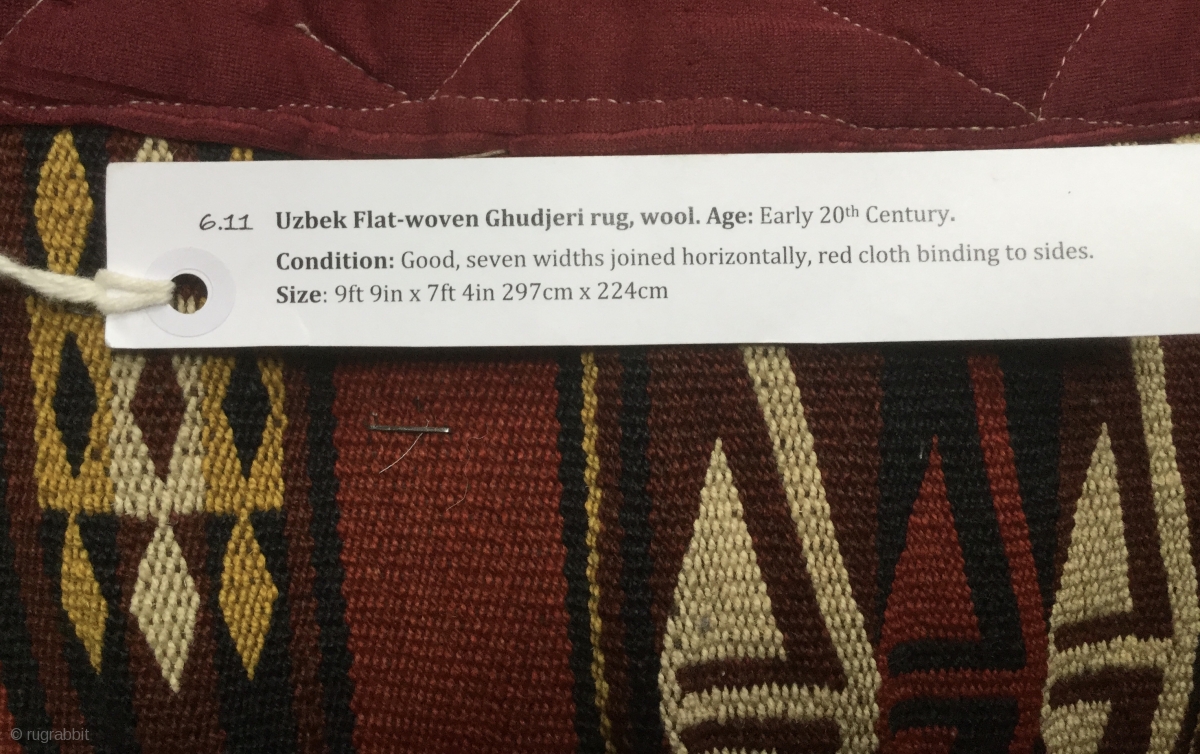 6.11 Uzbek Flat-woven Ghudjeri rug, wool. Age: Early 20th Century.
Condition: Good, seven widths joined horizontally, red cloth binding to sides.
Size: 9ft 9in x 7ft 4in 297cm x 224cm
© rugrabbit